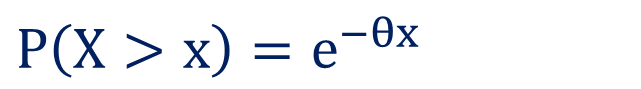 P(X > x) = e^{−θx}